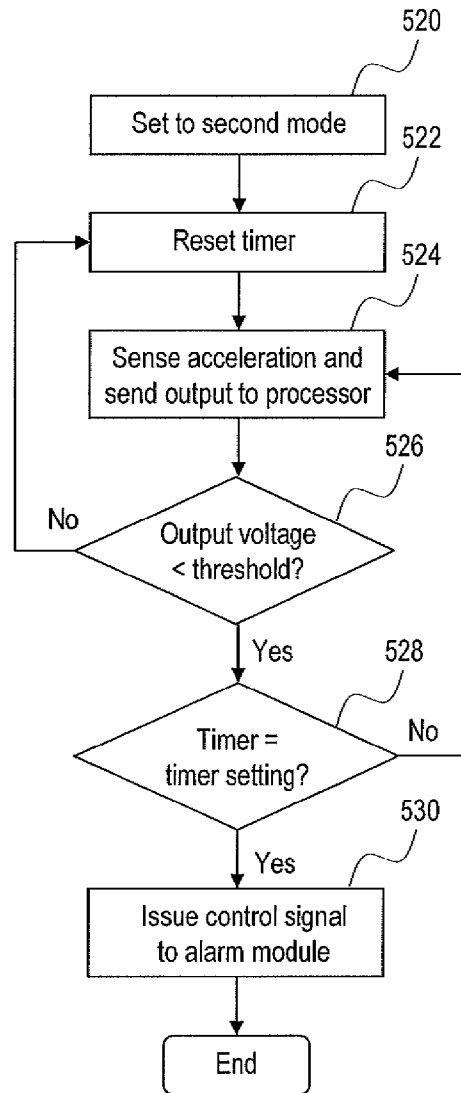 520
Set to second mode
522
Reset timer
524
Sense acceleration and
send output to processor
526
No
Output voltage
< threshold?
Yes
528
No
Timer =
timer setting?
530
Yes
Issue control signal
to alarm module
End